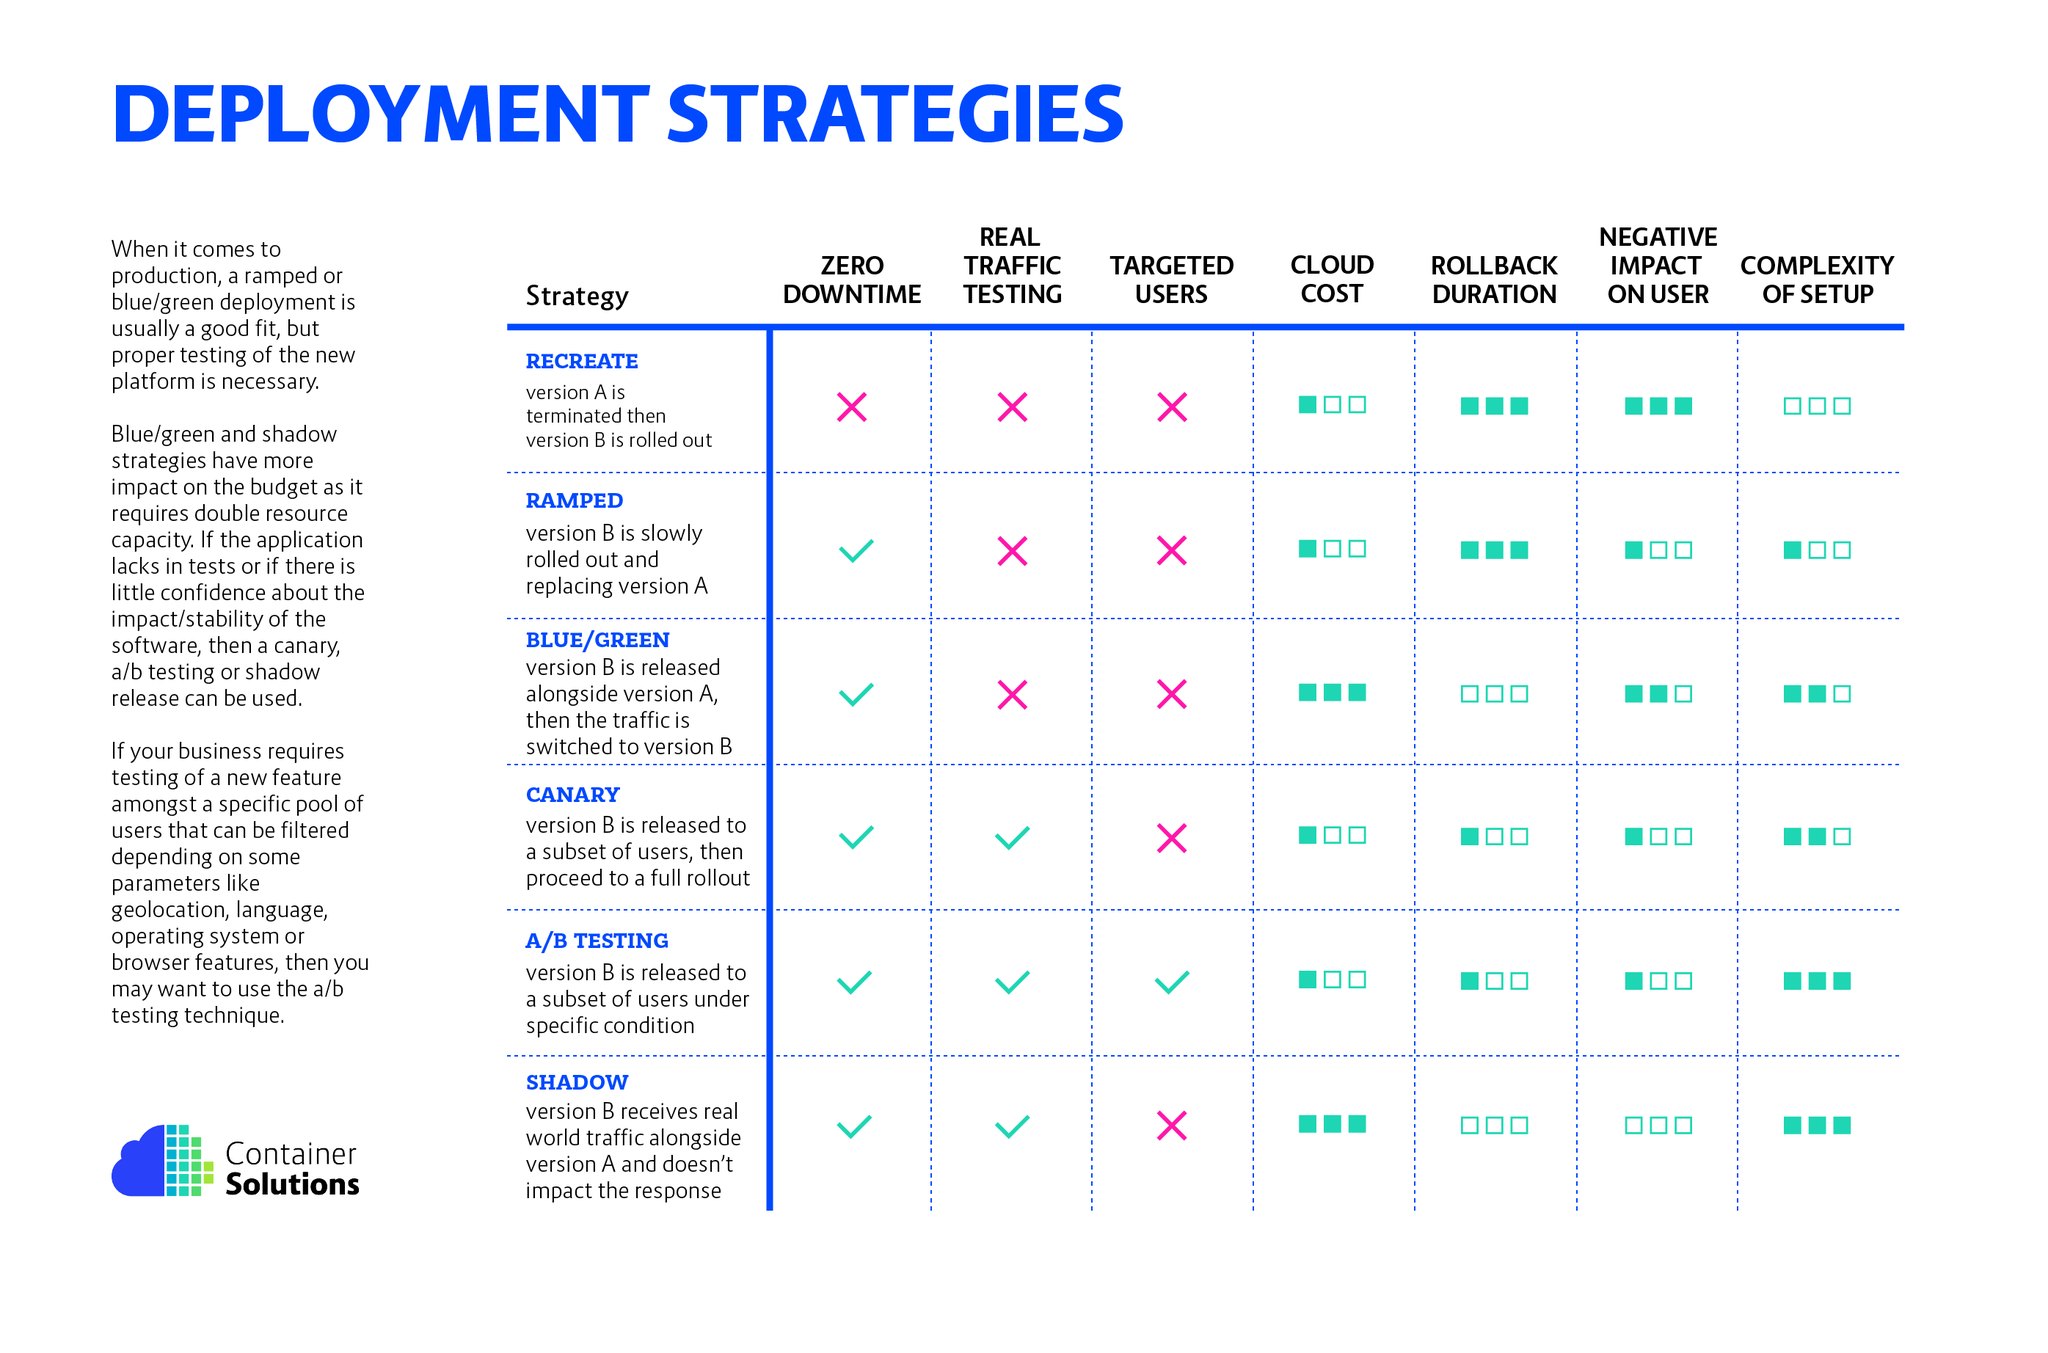 DEPLOYMENT STRATEGIES
When it comes to
production, a ramped or
blue/green deployment is
usually a good fit, but
proper testing of the new
platform is necessary.
Blue/green and shadow
strategies have more
impact on the budget as it
requires double resource
capacity. If the application
lacks in tests or if there is
little confidence about the
impact/stability of the
software, then a canary,
a/b testing or shadow
release can be used.
If your business requires
testing of a new feature
amongst a specific pool of
users that can be filtered
depending on some
parameters like
geolocation, language,
operating system or
browser features, then you
may want to use the a/b
testing technique.
Container
Solutions
Strategy
ZERO
DOWNTIME
REAL
TRAFFIC
TESTING
TARGETED
USERS
CLOUD
COST
ROLLBACK
DURATION
NEGATIVE
IMPACT
ON USER
COMPLEXITY
OF SETUP
RECREATE
version A is
terminated then
version B is rolled out
RAMPED
version B is slowly
rolled out and
replacing version A
BLUE/GREEN
version B is released
alongside version A,
then the traffic is
switched to version B
CANARY
version B is released to
a subset of users, then
proceed to a full rollout
A/B TESTING
version B is released to
a subset of users under
specific condition
SHADOW
version B receives real
world traffic alongside
version A and doesn't
impact the response